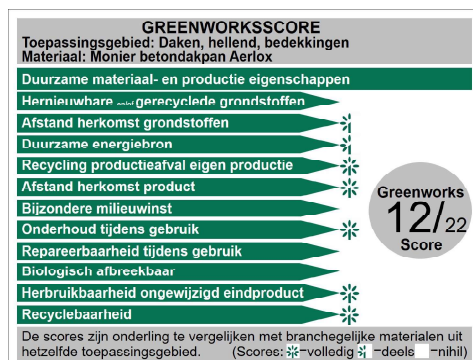 GREENWORKSSCORE
Toepassingsgebied: Daken, hellend, bedekkingen
Materiaal: Monier betondakpan Aerlox
Duurzame materiaal- en productie eigenschappen
Hernieuwbare en/of gerecyclede grondstoffen
Afstand herkomst grondstoffen
Duurzame energiebron
Recycling productieafval eigen productie
Afstand herkomst product
Bijzondere milieuwinst
Onderhoud tijdens gebruik
Repareerbaarheid tijdens gebruik
Biologisch afbreekbaar
Herbruikbaarheid ongewijzigd eindproduct
Recyclebaarheid
Greenworks
12/22
Score
De scores zijn onderling te vergelijken met branchegelijke materialen uit
hetzelfde toepassingsgebied. (Scores: =volledig =deels =nihil)